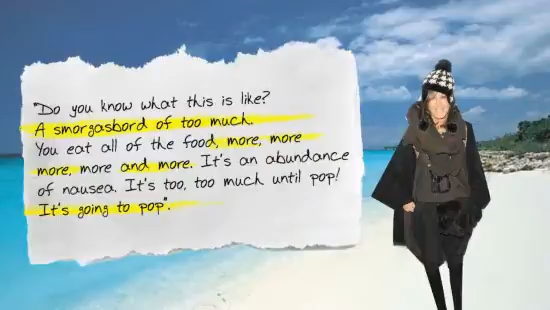 "Do you know what this is like?
A smorgasbord of too much.
You eat all of the food, more, more
more, more and more. It's an abundance
of nausea. It's too, too much until pop!
It's going to pop".